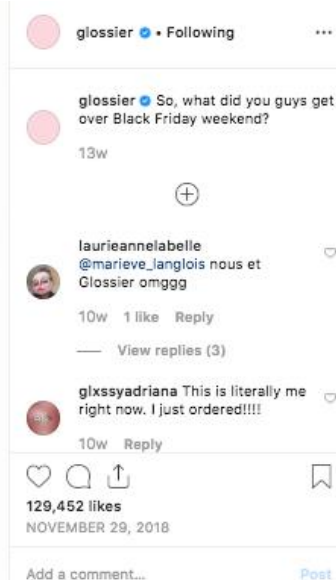 glossier • Following
glossier So, what did you guys get
over Black Friday weekend?
13w
laurieannelabelle
@marieve_langlois nous et
Glossier omggg
10w 1 like Reply
View replies (3)
glxssyadriana This is literally me
right now. I just ordered!!!!
10w Reply
129,452 likes
NOVEMBER 29, 2018
Add a comment... Post